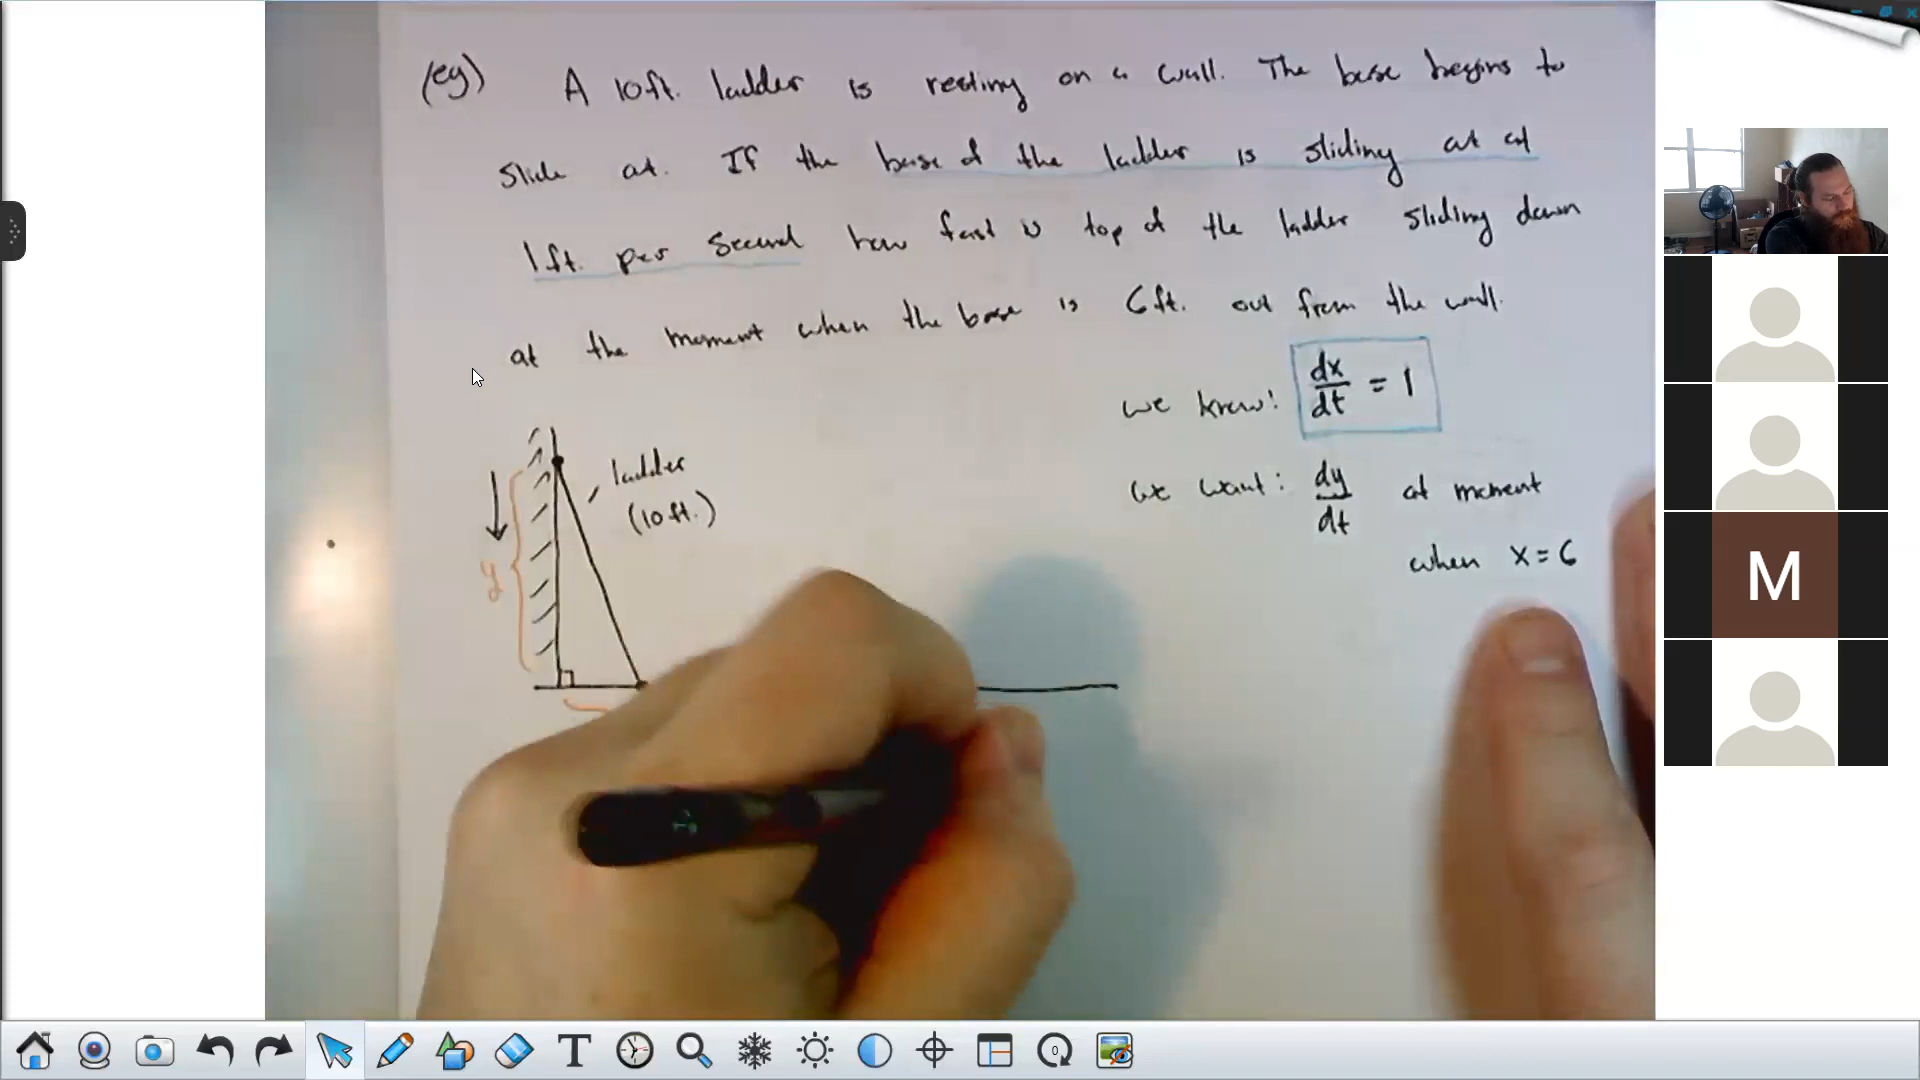 (eg) A 10ft. ladder is resting on a wall. The base begins to
slide at. If the base of the ladder is sliding at at
1ft. per second how fast is top of the ladder sliding down
at the moment when the base is 6ft. out from the wall.
we know: dx/dt = 1
ladder
(10ft.)
we want: dy/dt at moment
when x=6
y
M
T
0